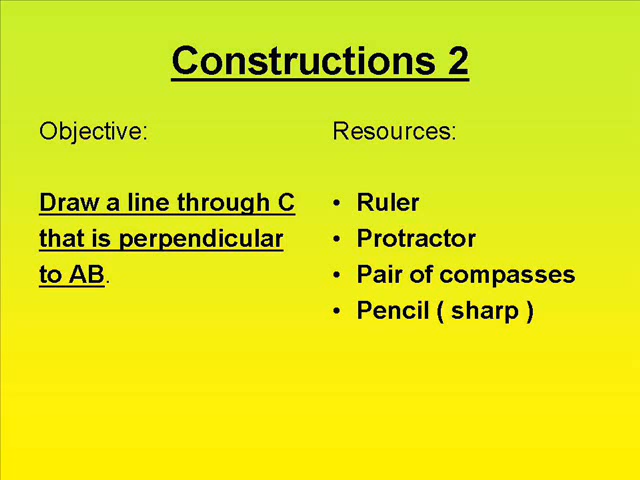 Constructions 2
Objective:
Draw a line through C
that is perpendicular
to AB.
Resources:
• Ruler
• Protractor
• Pair of compasses
• Pencil ( sharp )